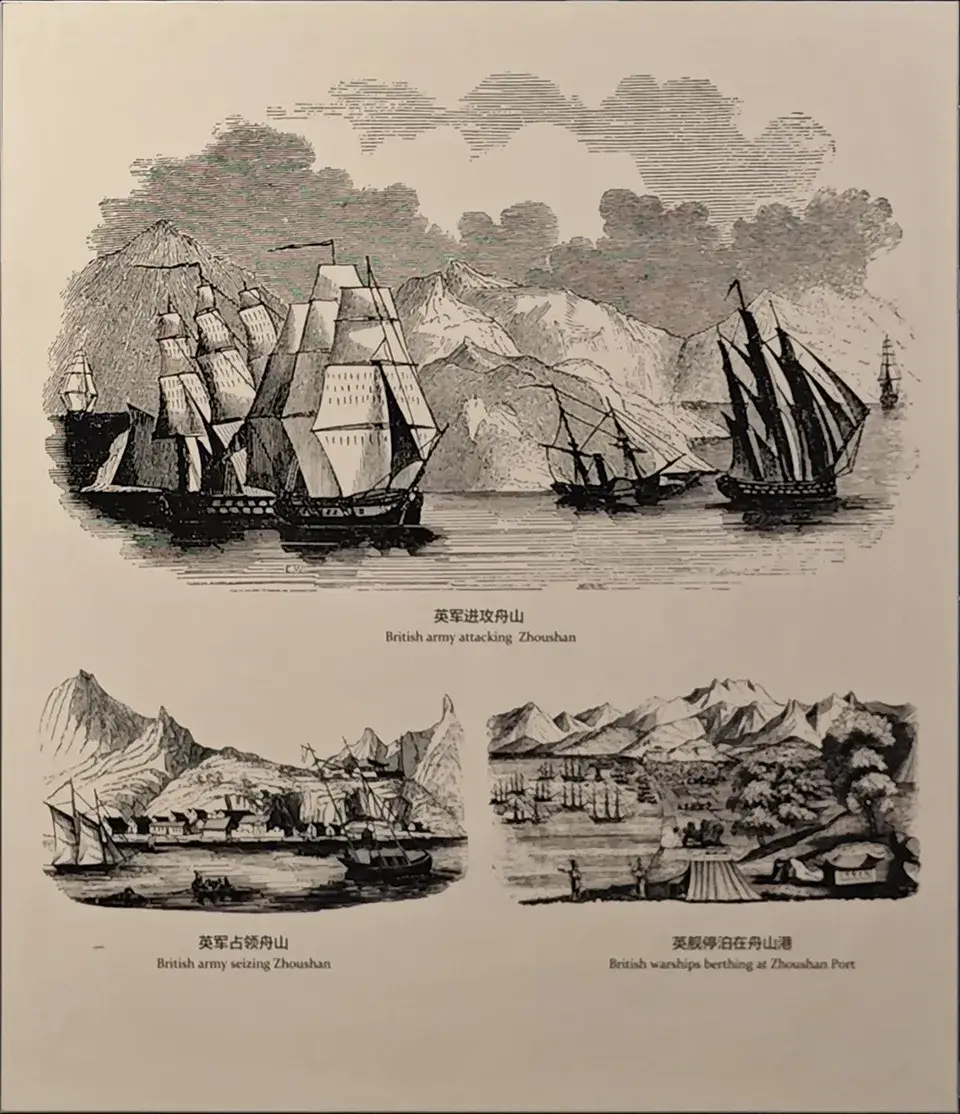 英军进攻舟山
British army attacking Zhoushan
英军占领舟山
British army seizing Zhoushan
英舰停泊在舟山港
British warships berthing at Zhoushan Port